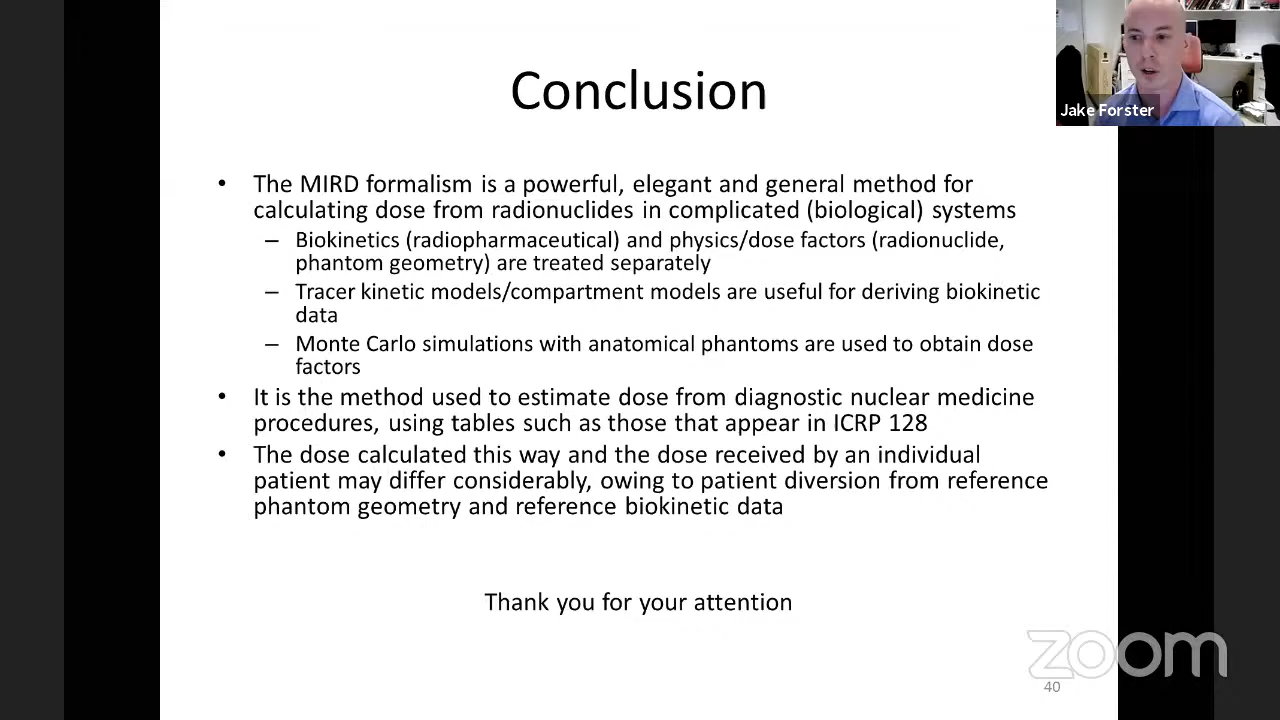 Conclusion
Jake Forster
• The MIRD formalism is a powerful, elegant and general method for
calculating dose from radionuclides in complicated (biological) systems
– Biokinetics (radiopharmaceutical) and physics/dose factors (radionuclide,
phantom geometry) are treated separately
– Tracer kinetic models/compartment models are useful for deriving biokinetic
data
– Monte Carlo simulations with anatomical phantoms are used to obtain dose
factors
• It is the method used to estimate dose from diagnostic nuclear medicine
procedures, using tables such as those that appear in ICRP 128
• The dose calculated this way and the dose received by an individual
patient may differ considerably, owing to patient diversion from reference
phantom geometry and reference biokinetic data
Thank you for your attention
zoom
40